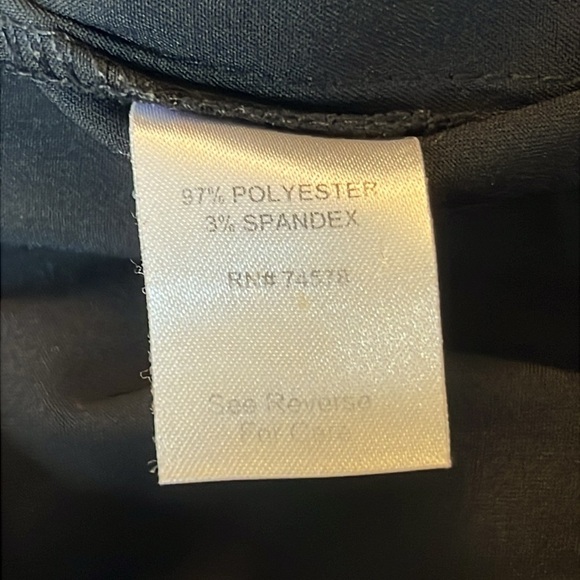 97% POLYESTER
3% SPANDEX
RN# 74578
See Reverse
For Care